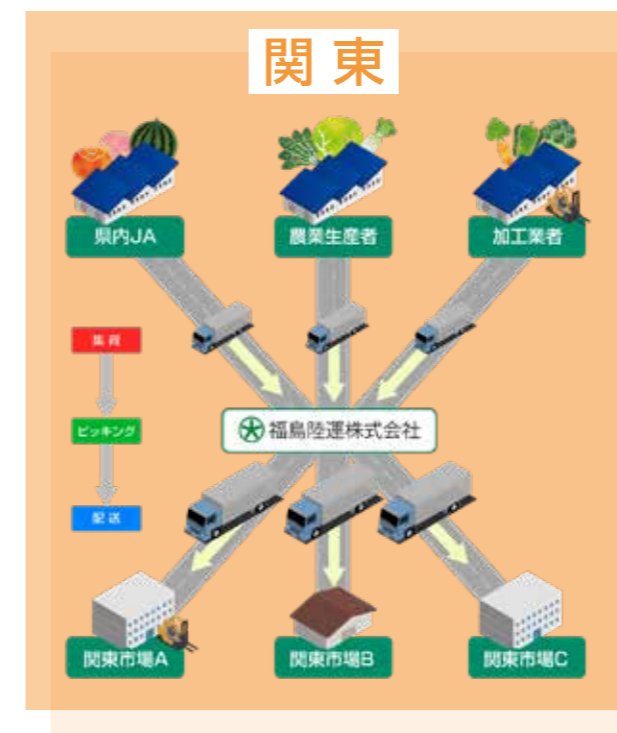 関東
県内JA
農業生産者
加工業者
集荷
ピッキング
福島陸運株式会社
配送
関東市場A
関東市場B
関東市場C